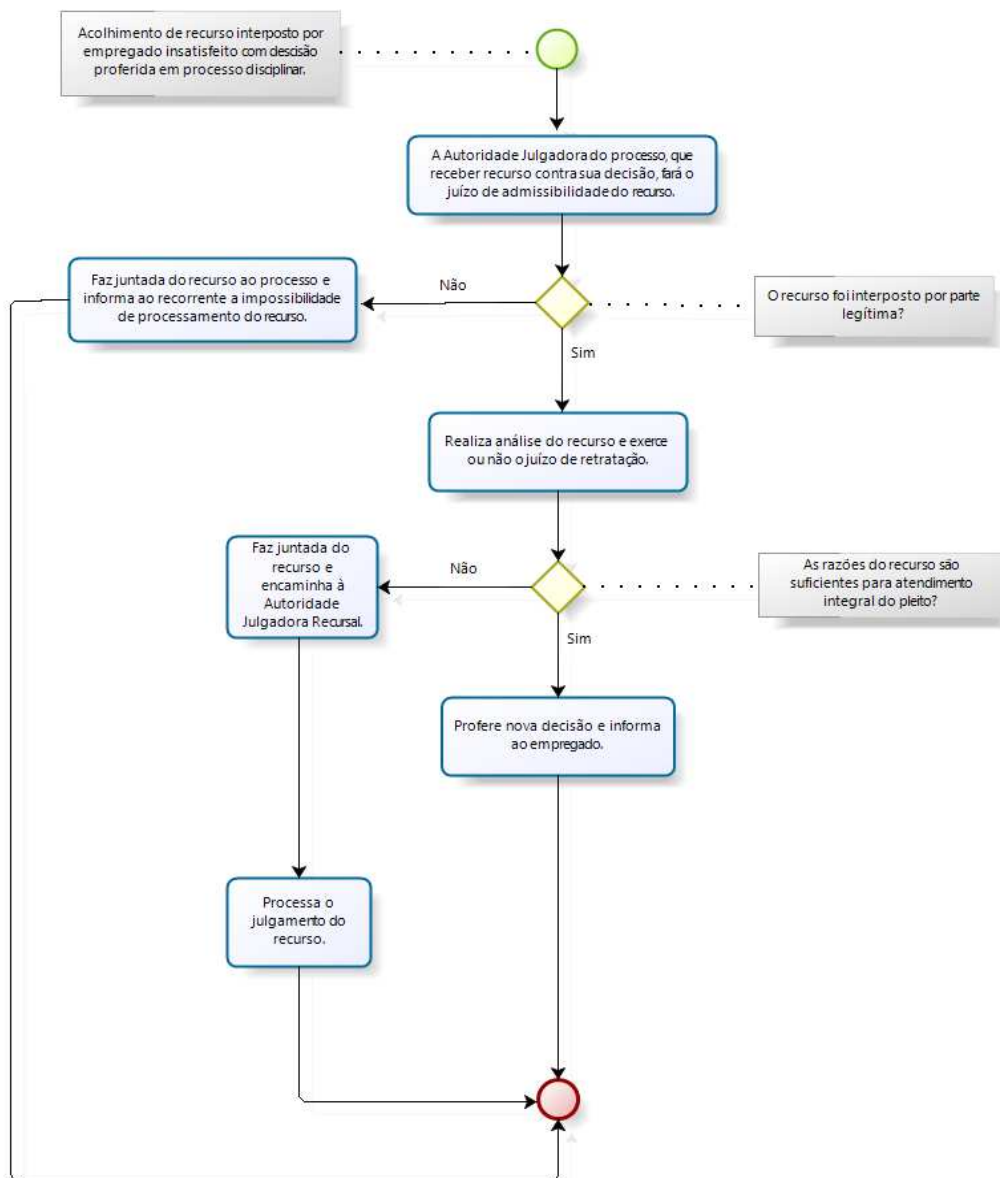 Acolhimento de recurso interposto por
empregado insatisfeito com descisão
proferida em processo disciplinar.
A Autoridade Julgadora do processo, que
receber recurso contra sua decisão, fará o
juízo de admissibilidade do recurso.
Faz juntada do recurso ao processo e
informa ao recorrente a impossibilidade
de processamento do recurso.
Não
O recurso foi interposto por parte
legítima?
Sim
Realiza análise do recurso e exerce
ou não o juízo de retratação.
Faz juntada do
recurso e
encaminha à
Autoridade
Julgadora Recursal.
Não
As razões do recurso são
suficientes para atendimento
integral do pleito?
Sim
Profere nova decisão e informa
ao empregado.
Processa o
julgamento do
recurso.